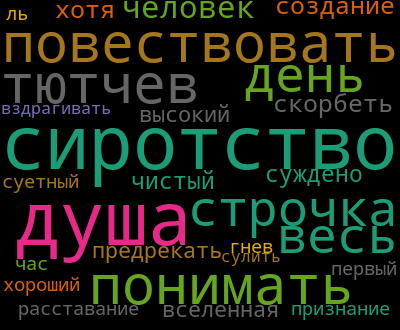 ль хотя человек создание
повествовать
тютчев день
вздрагивать высокий скорбеть
сиротство
суетный чистый суждено
душа строчка
предрекать гнев весь
час сулить первый
хороший понимать
расставание вселенная признание